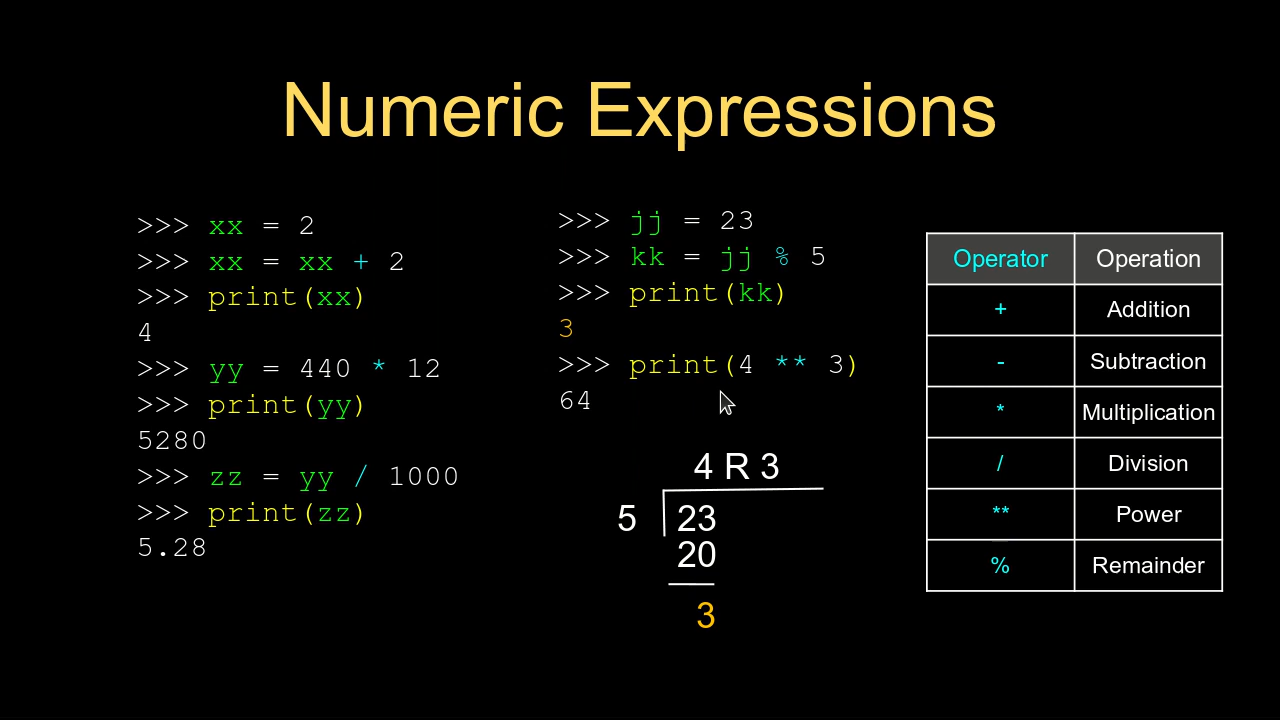 Numeric Expressions
>>> xx = 2
>>> xx = xx + 2
>>> print(xx)
4
>>> yy = 440 * 12
>>> print(yy)
5280
>>> zz = yy / 1000
>>> print(zz)
5.28
>>> jj = 23
>>> kk = jj % 5
>>> print(kk)
3
>>> print(4 ** 3)
64
4 R 3
5 23
20
3
Operator Operation
+ Addition
- Subtraction
* Multiplication
/ Division
** Power
% Remainder